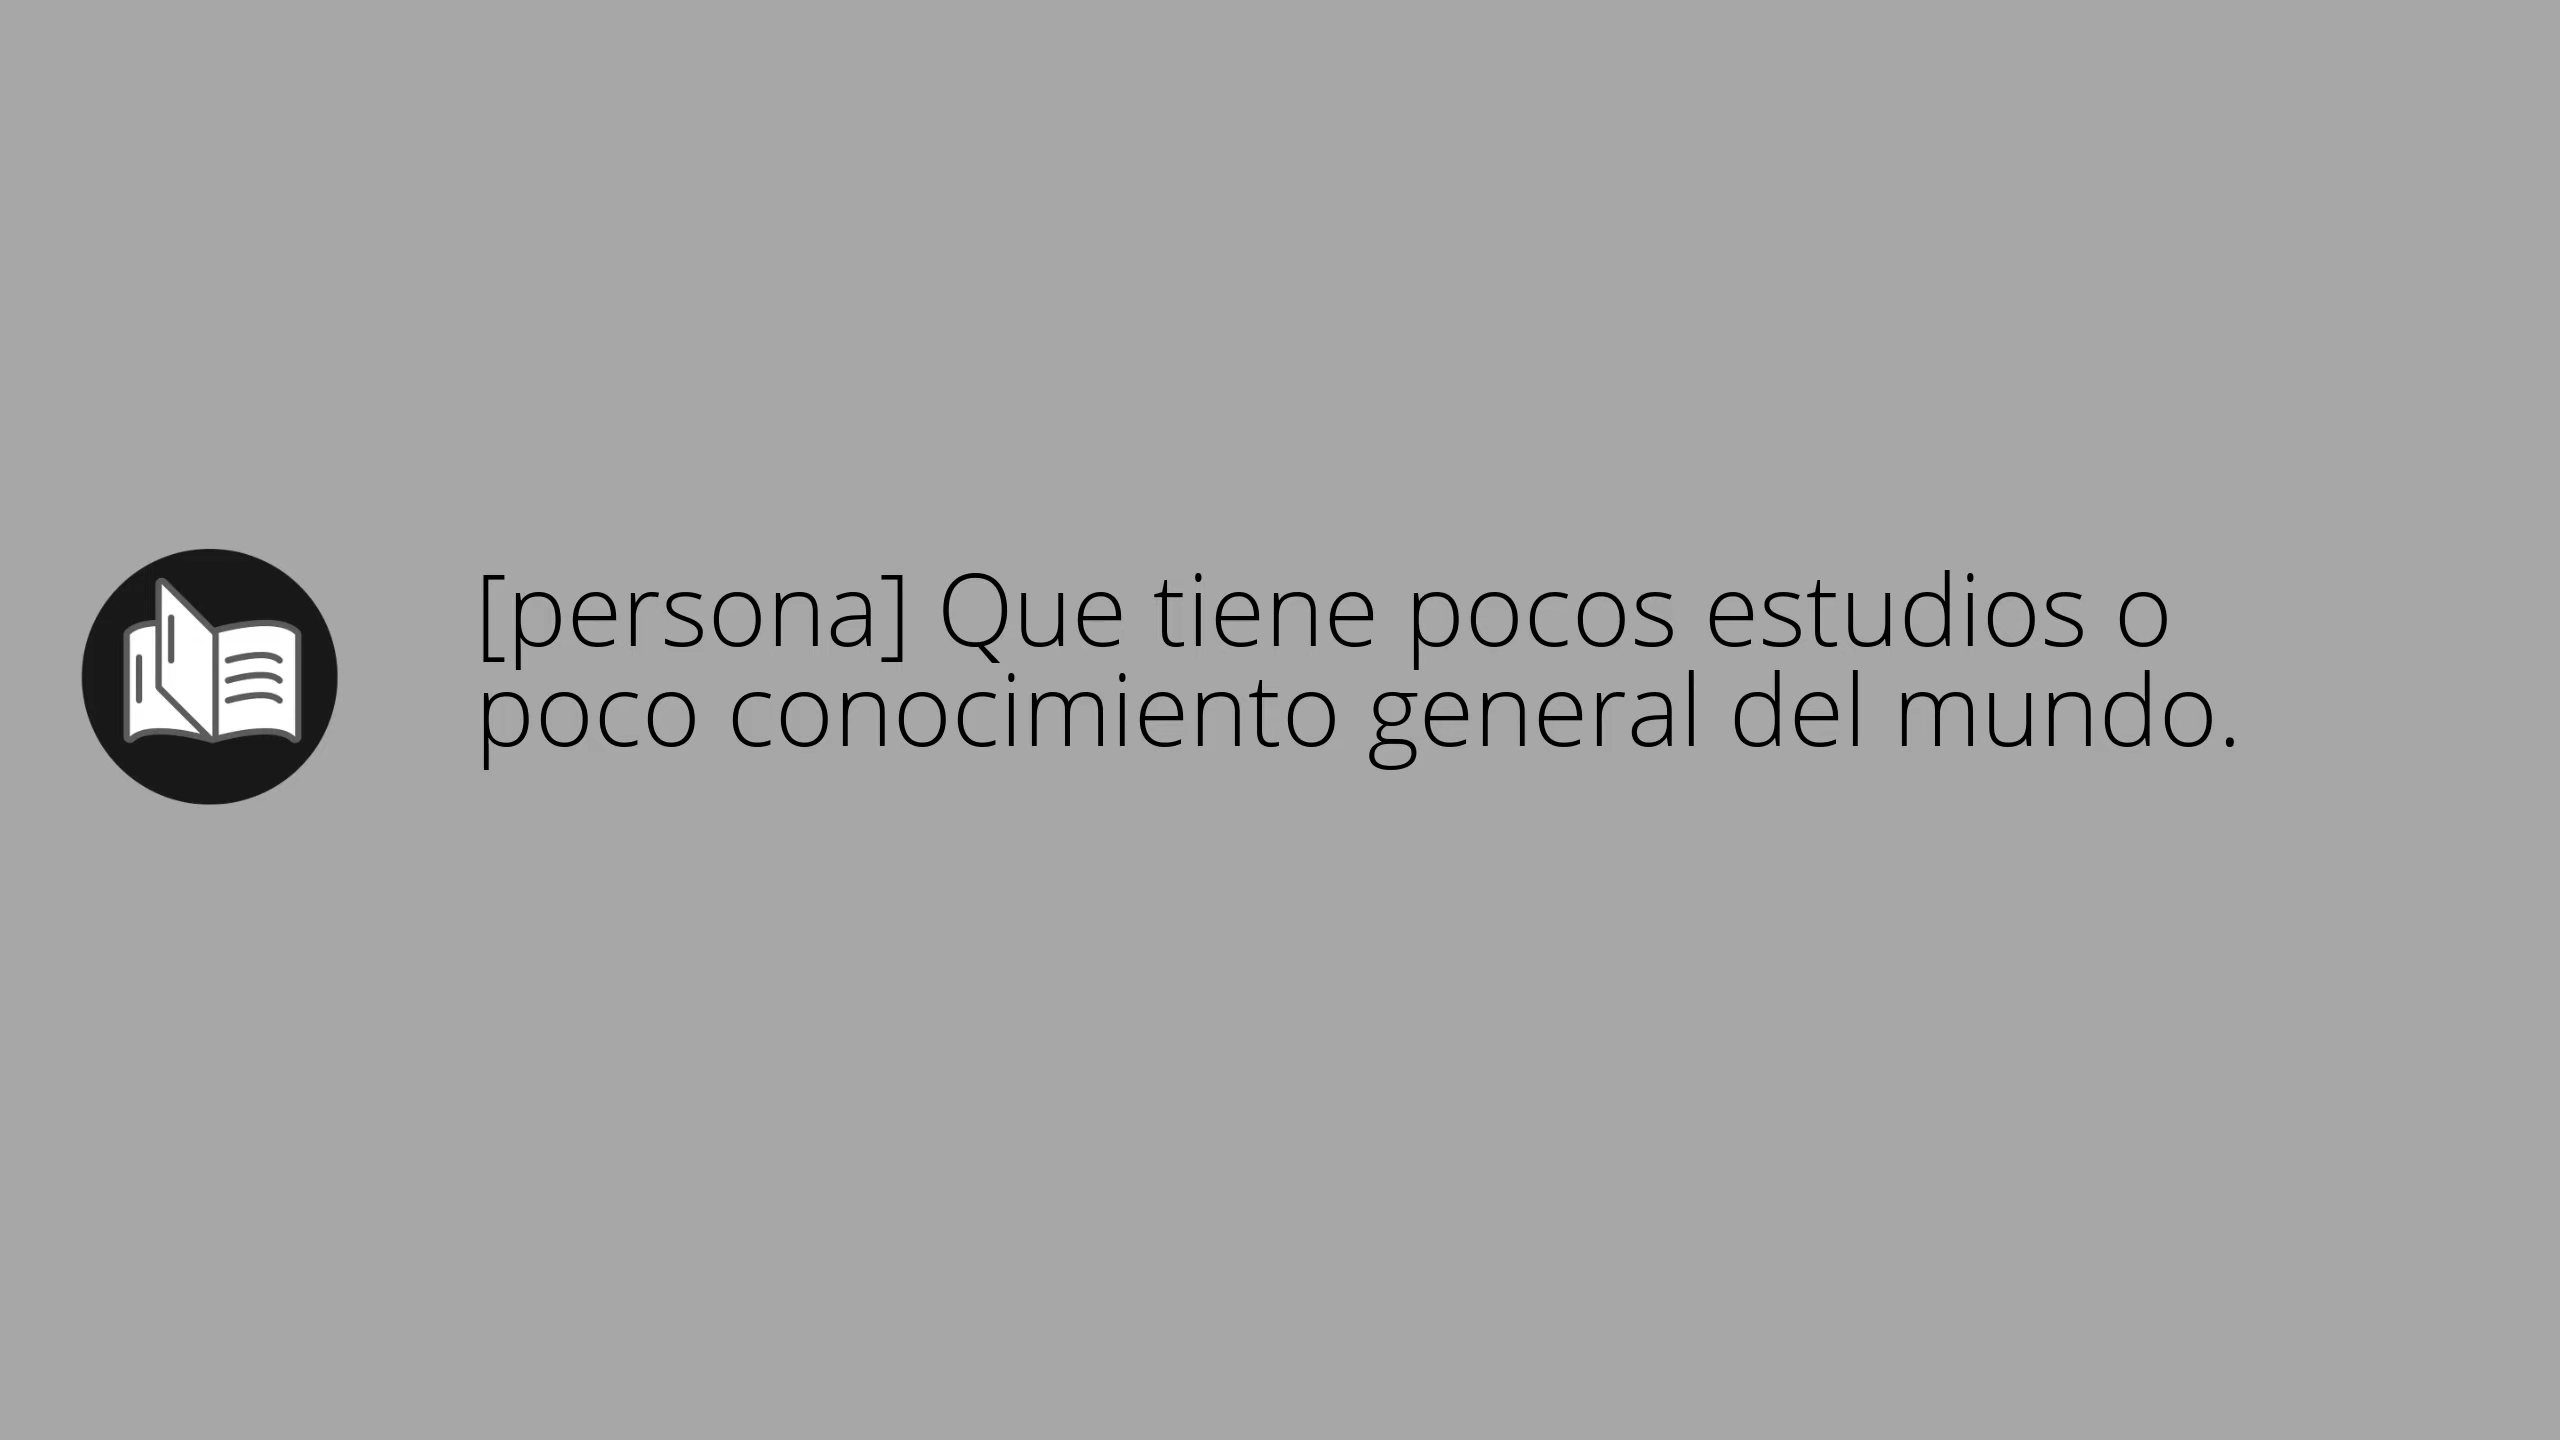 [persona] Que tiene pocos estudios o
poco conocimiento general del mundo.